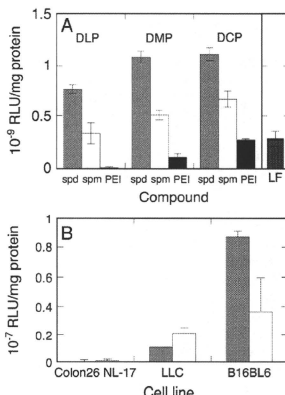 A
DLP
DMP
DCP
10⁻⁹ RLU/mg protein
1.5
1
0.5
0
spd spm PEI spd spm PEI spd spm PEI LF
Compound
B
10⁻⁷ RLU/mg protein
1
0.8
0.6
0.4
0.2
0
Colon26 NL-17 LLC B16BL6
Cell line